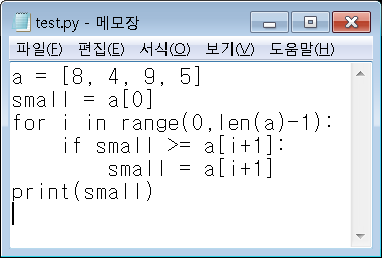 test.py - 메모장
파일(F) 편집(E) 서식(O) 보기(V) 도움말(H)
a = [8, 4, 9, 5]
small = a[0]
for i in range(0,len(a)-1):
    if small >= a[i+1]:
        small = a[i+1]
print(small)